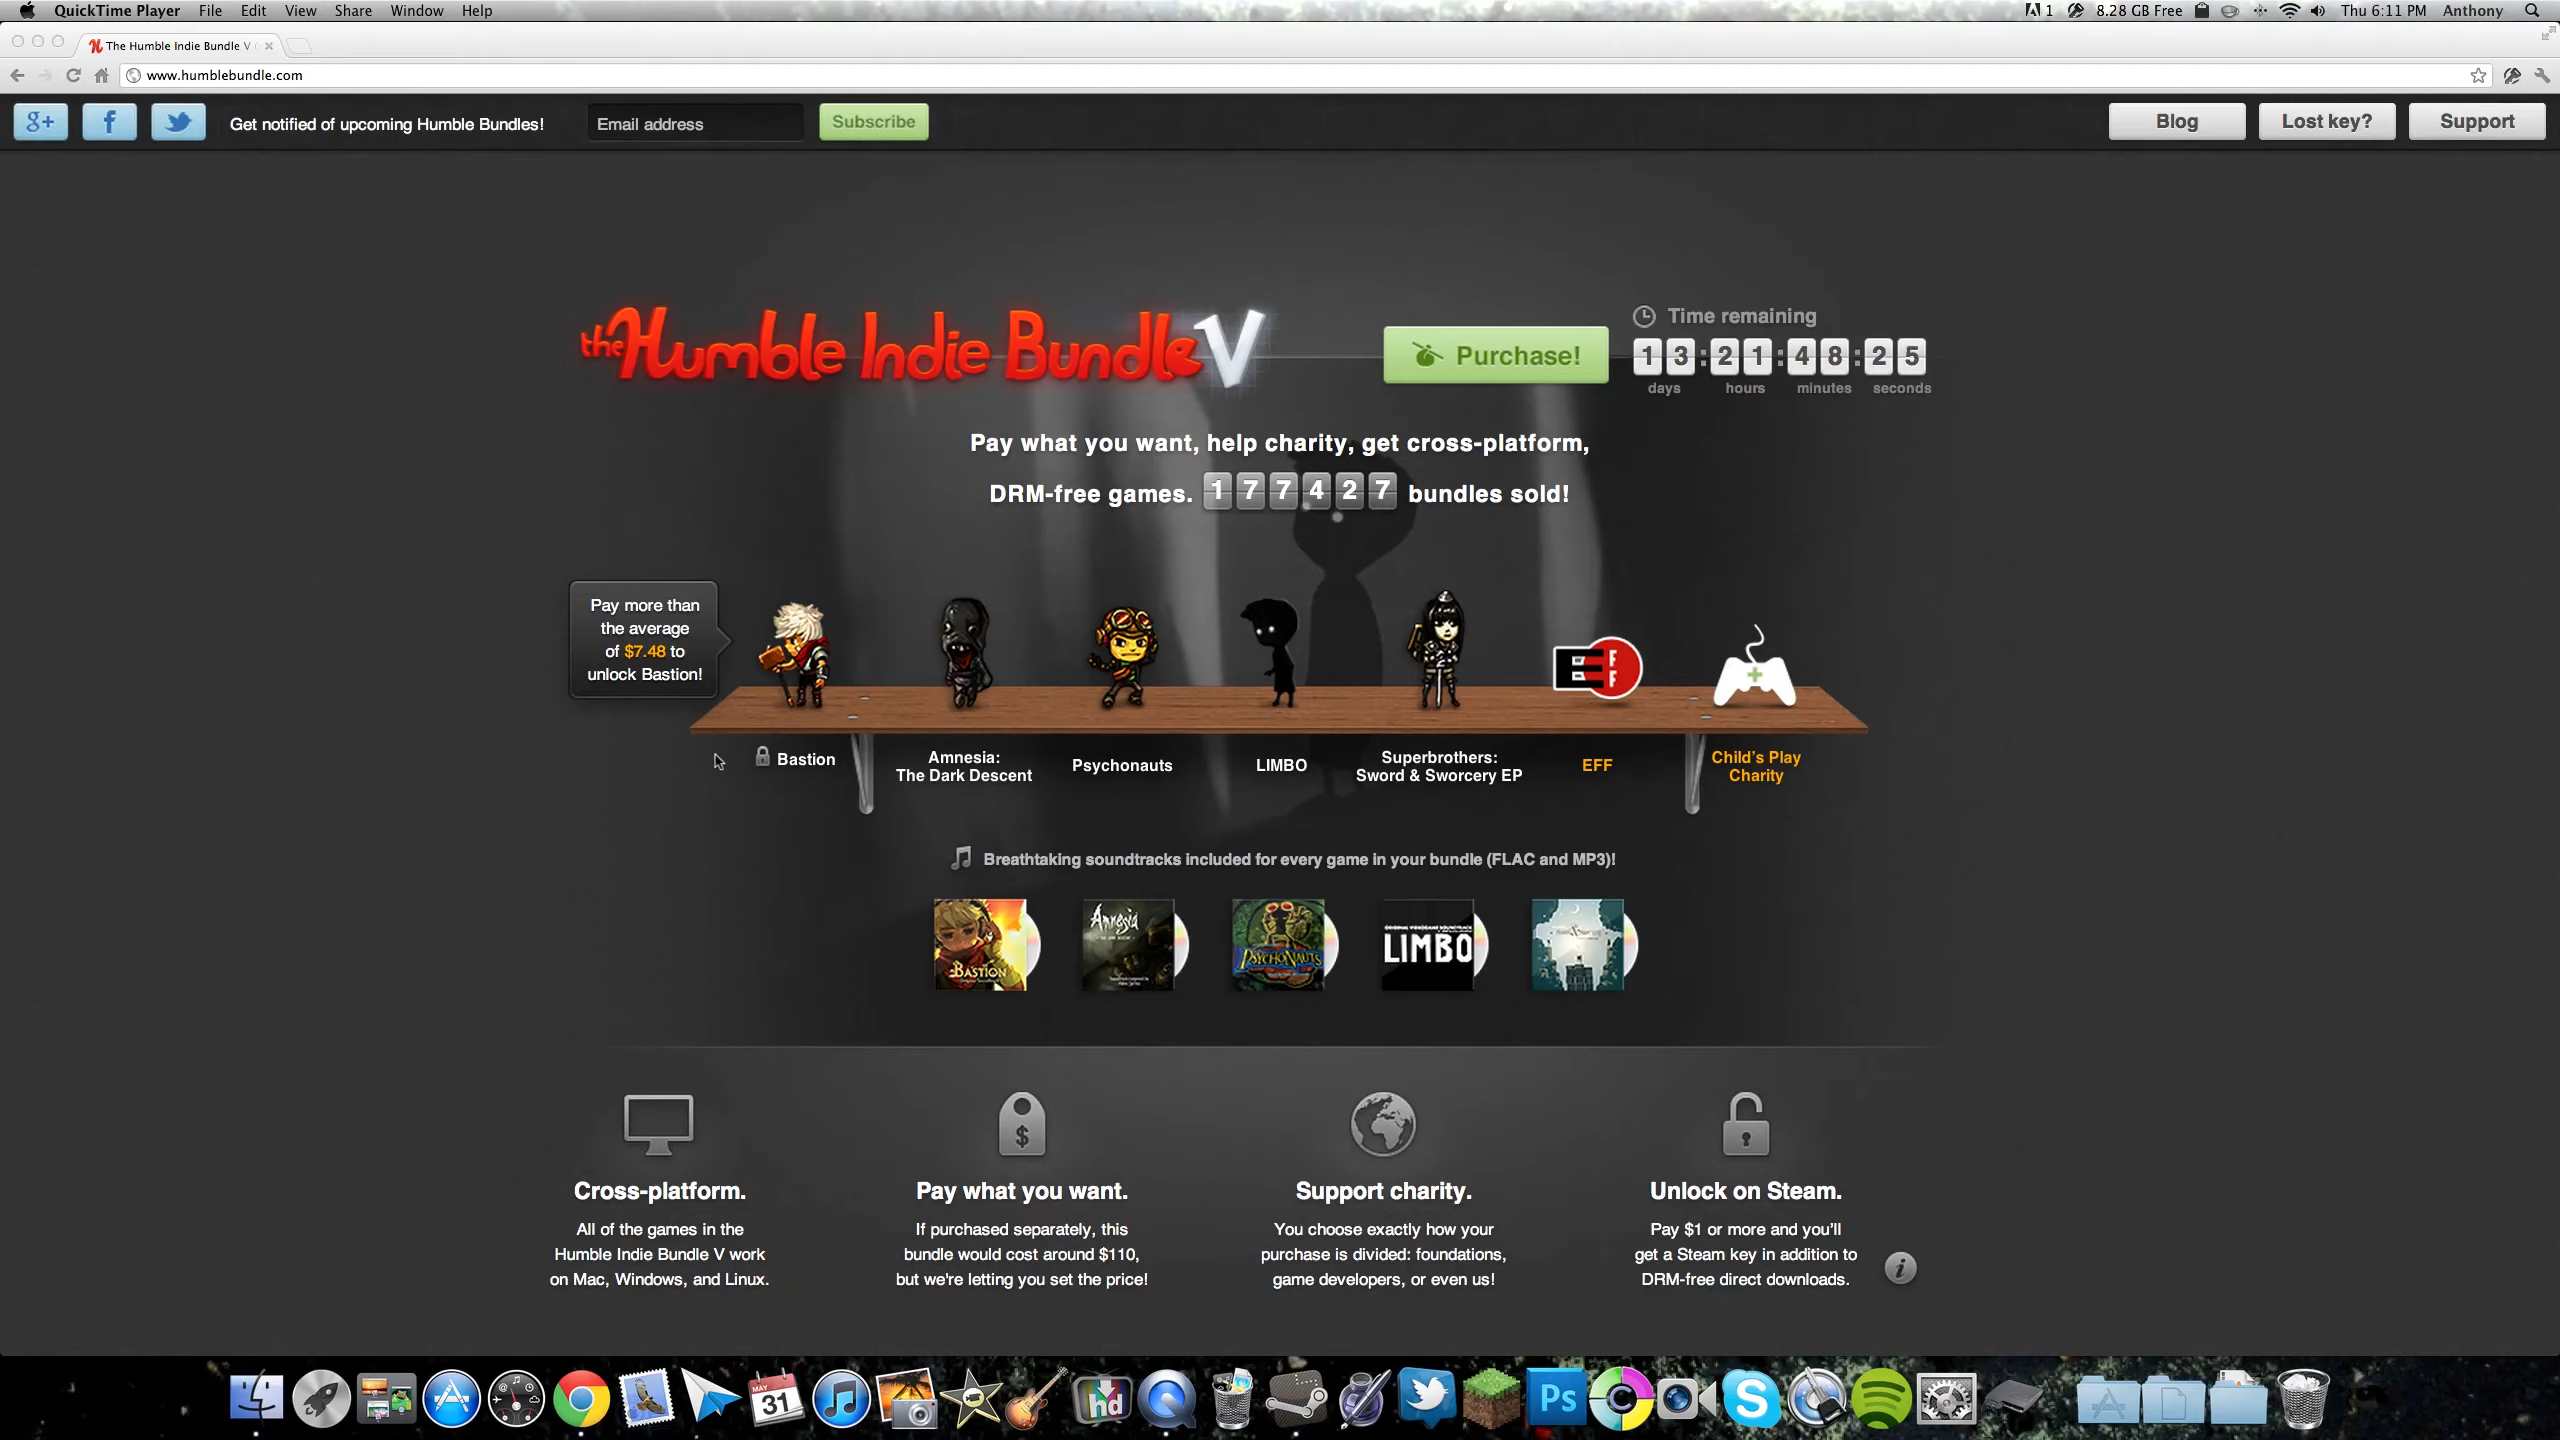 QuickTime Player File Edit View Share Window Help
1 8.28 GB Free Thu 6:11 PM Anthony
The Humble Indie Bundle V (
www.humblebundle.com
g+ f Get notified of upcoming Humble Bundles! Email address Subscribe Blog Lost key? Support
the Humble Indie Bundle V
Purchase!
Time remaining
13:21:48:25
days hours minutes seconds
Pay what you want, help charity, get cross-platform,
DRM-free games. 177427 bundles sold!
Pay more than
the average
of $7.48 to
unlock Bastion!
EFF
Bastion
Amnesia:
The Dark Descent
Psychonauts
LIMBO
Superbrothers:
Sword & Sworcery EP
EFF
Child's Play
Charity
Breathtaking soundtracks included for every game in your bundle (FLAC and MP3)!
BASTION
Amnesia
PSYCHONAUTS
ORIGINAL VIDEOGAME SOUNDTRACK
LIMBO
Cross-platform.
All of the games in the
Humble Indie Bundle V work
on Mac, Windows, and Linux.
$
Pay what you want.
If purchased separately, this
bundle would cost around $110,
but we're letting you set the price!
Support charity.
You choose exactly how your
purchase is divided: foundations,
game developers, or even us!
Unlock on Steam.
Pay $1 or more and you'll
get a Steam key in addition to
DRM-free direct downloads.
i
MAY
31
hd
Ps
S